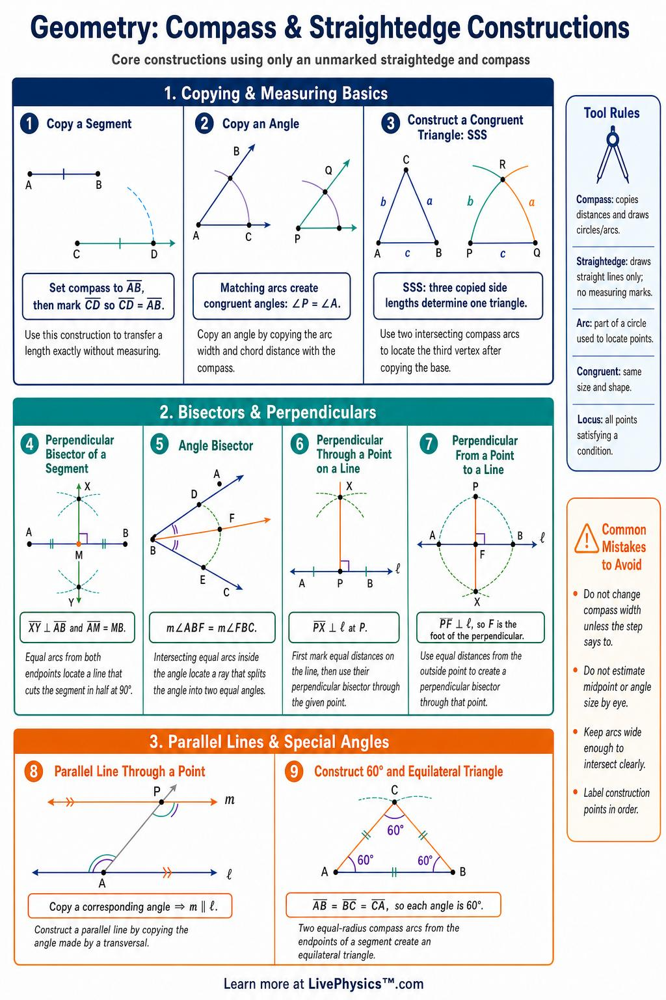 Geometry: Compass & Straightedge Constructions
Core constructions using only an unmarked straightedge and compass
1. Copying & Measuring Basics
1 Copy a Segment
A B
C D
Set compass to AB,
then mark CD so CD = AB.
Use this construction to transfer a
length exactly without measuring.
2 Copy an Angle
B
A C
Q
P
Matching arcs create
congruent angles: ∠P = ∠A.
Copy an angle by copying the arc
width and chord distance with the
compass.
3 Construct a Congruent
Triangle: SSS
C
b a
A c B
R
b a
P c Q
SSS: three copied side
lengths determine one triangle.
Use two intersecting compass arcs
to locate the third vertex after
copying the base.
2. Bisectors & Perpendiculars
4 Perpendicular
Bisector of a
Segment
X
A B
M
Y
XY ⊥ AB and AM = MB.
Equal arcs from both
endpoints locate a line that
cuts the segment in half at 90°.
5 Angle Bisector
A
D
F
B
E
C
m∠ABF = m∠FBC.
Intersecting equal arcs inside
the angle locate a ray that splits
the angle into two equal angles.
6 Perpendicular
Through a Point
on a Line
X
ℓ
A P B
PX ⊥ ℓ at P.
First mark equal distances on
the line, then use their
perpendicular bisector through
the given point.
7 Perpendicular
From a Point
to a Line
P
A B ℓ
F
X
PF ⊥ ℓ, so F is the
foot of the perpendicular.
Use equal distances from the
outside point to create a
perpendicular bisector
through that point.
3. Parallel Lines & Special Angles
8 Parallel Line Through a Point
P
m
ℓ
A
Copy a corresponding angle ⇒ m ∥ ℓ.
Construct a parallel line by copying the
angle made by a transversal.
9 Construct 60° and Equilateral Triangle
C
60°
60° 60°
A B
AB = BC = CA, so each angle is 60°.
Two equal-radius compass arcs from the
endpoints of a segment create an
equilateral triangle.
Tool Rules
Compass: copies
distances and draws
circles/arcs.
Straightedge: draws
straight lines only;
no measuring marks.
Arc: part of a circle
used to locate points.
Congruent: same
size and shape.
Locus: all points
satisfying a
condition.
Common
Mistakes
to Avoid
• Do not change
compass width
unless the step
says to.
• Do not estimate
midpoint or angle
size by eye.
• Keep arcs wide
enough to
intersect clearly.
• Label construction
points in order.
Learn more at LivePhysics™.com